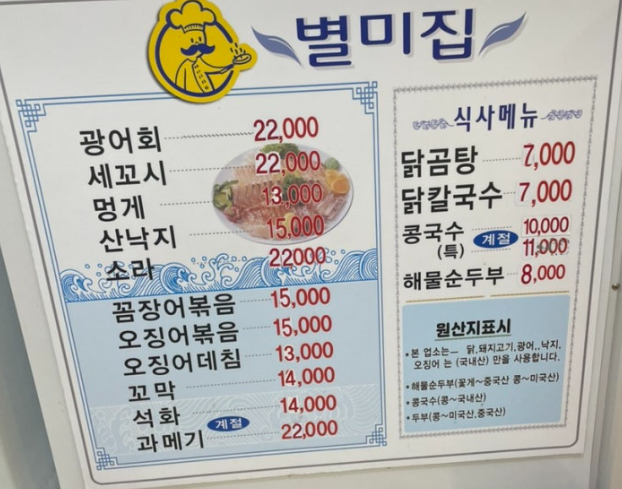 별미집
광어회 22,000
세꼬시 22,000
멍게 13,000
산낙지 15,000
소라 22000
꼼장어볶음 15,000
오징어볶음 15,000
오징어데침 13,000
꼬막 14,000
석화 계절 14,000
과메기 22,000
식사메뉴
닭곰탕 7,000
닭칼국수 7,000
콩국수 계절 10,000
(특) 11,000
해물순두부 8,000
원산지표시
• 본 업소는 닭,돼지고기,광어,.낙지,
오징어 는 (국내산) 만을 사용합니다.
• 해물순두부(꽃게~중국산 콩~미국산)
• 콩국수(콩~국내산)
• 두부(콩~미국산,중국산)